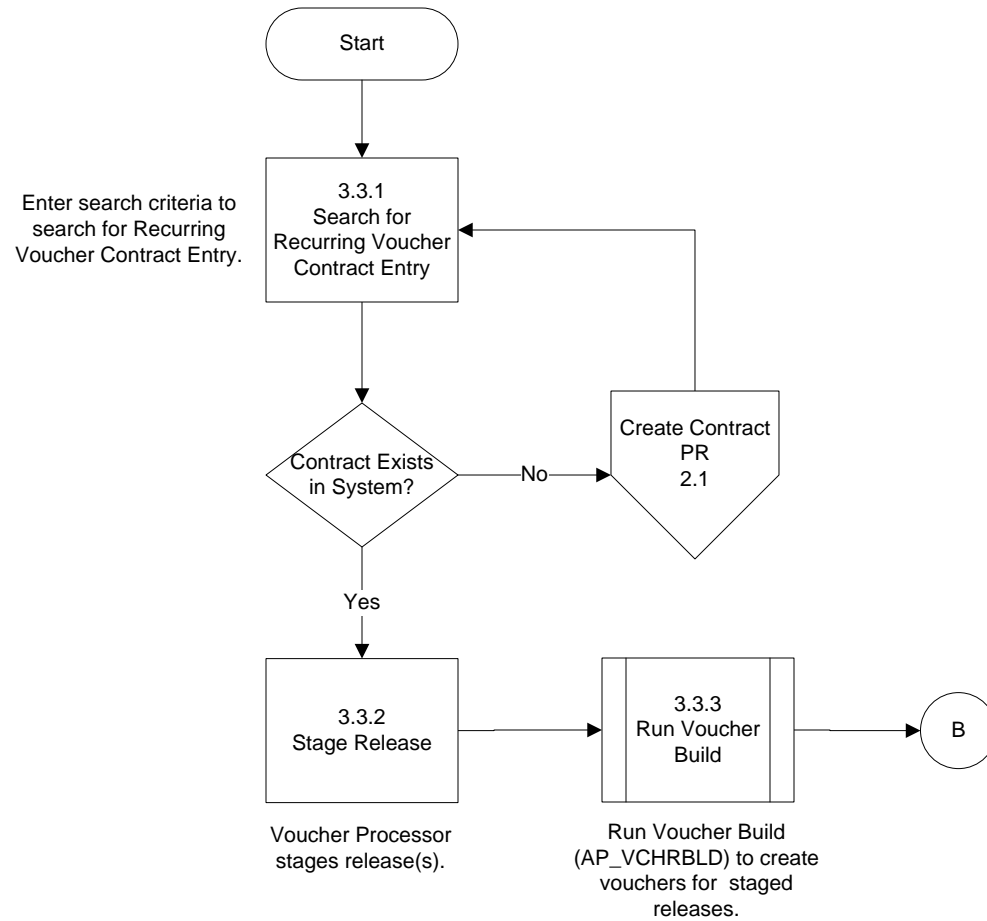 Start
Enter search criteria to
search for Recurring
Voucher Contract Entry.
3.3.1
Search for
Recurring Voucher
Contract Entry
Contract Exists
in System?
No
Create Contract
PR
2.1
Yes
3.3.2
Stage Release
3.3.3
Run Voucher
Build
B
Voucher Processor
stages release(s).
Run Voucher Build
(AP_VCHRBLD) to create
vouchers for  staged
releases.